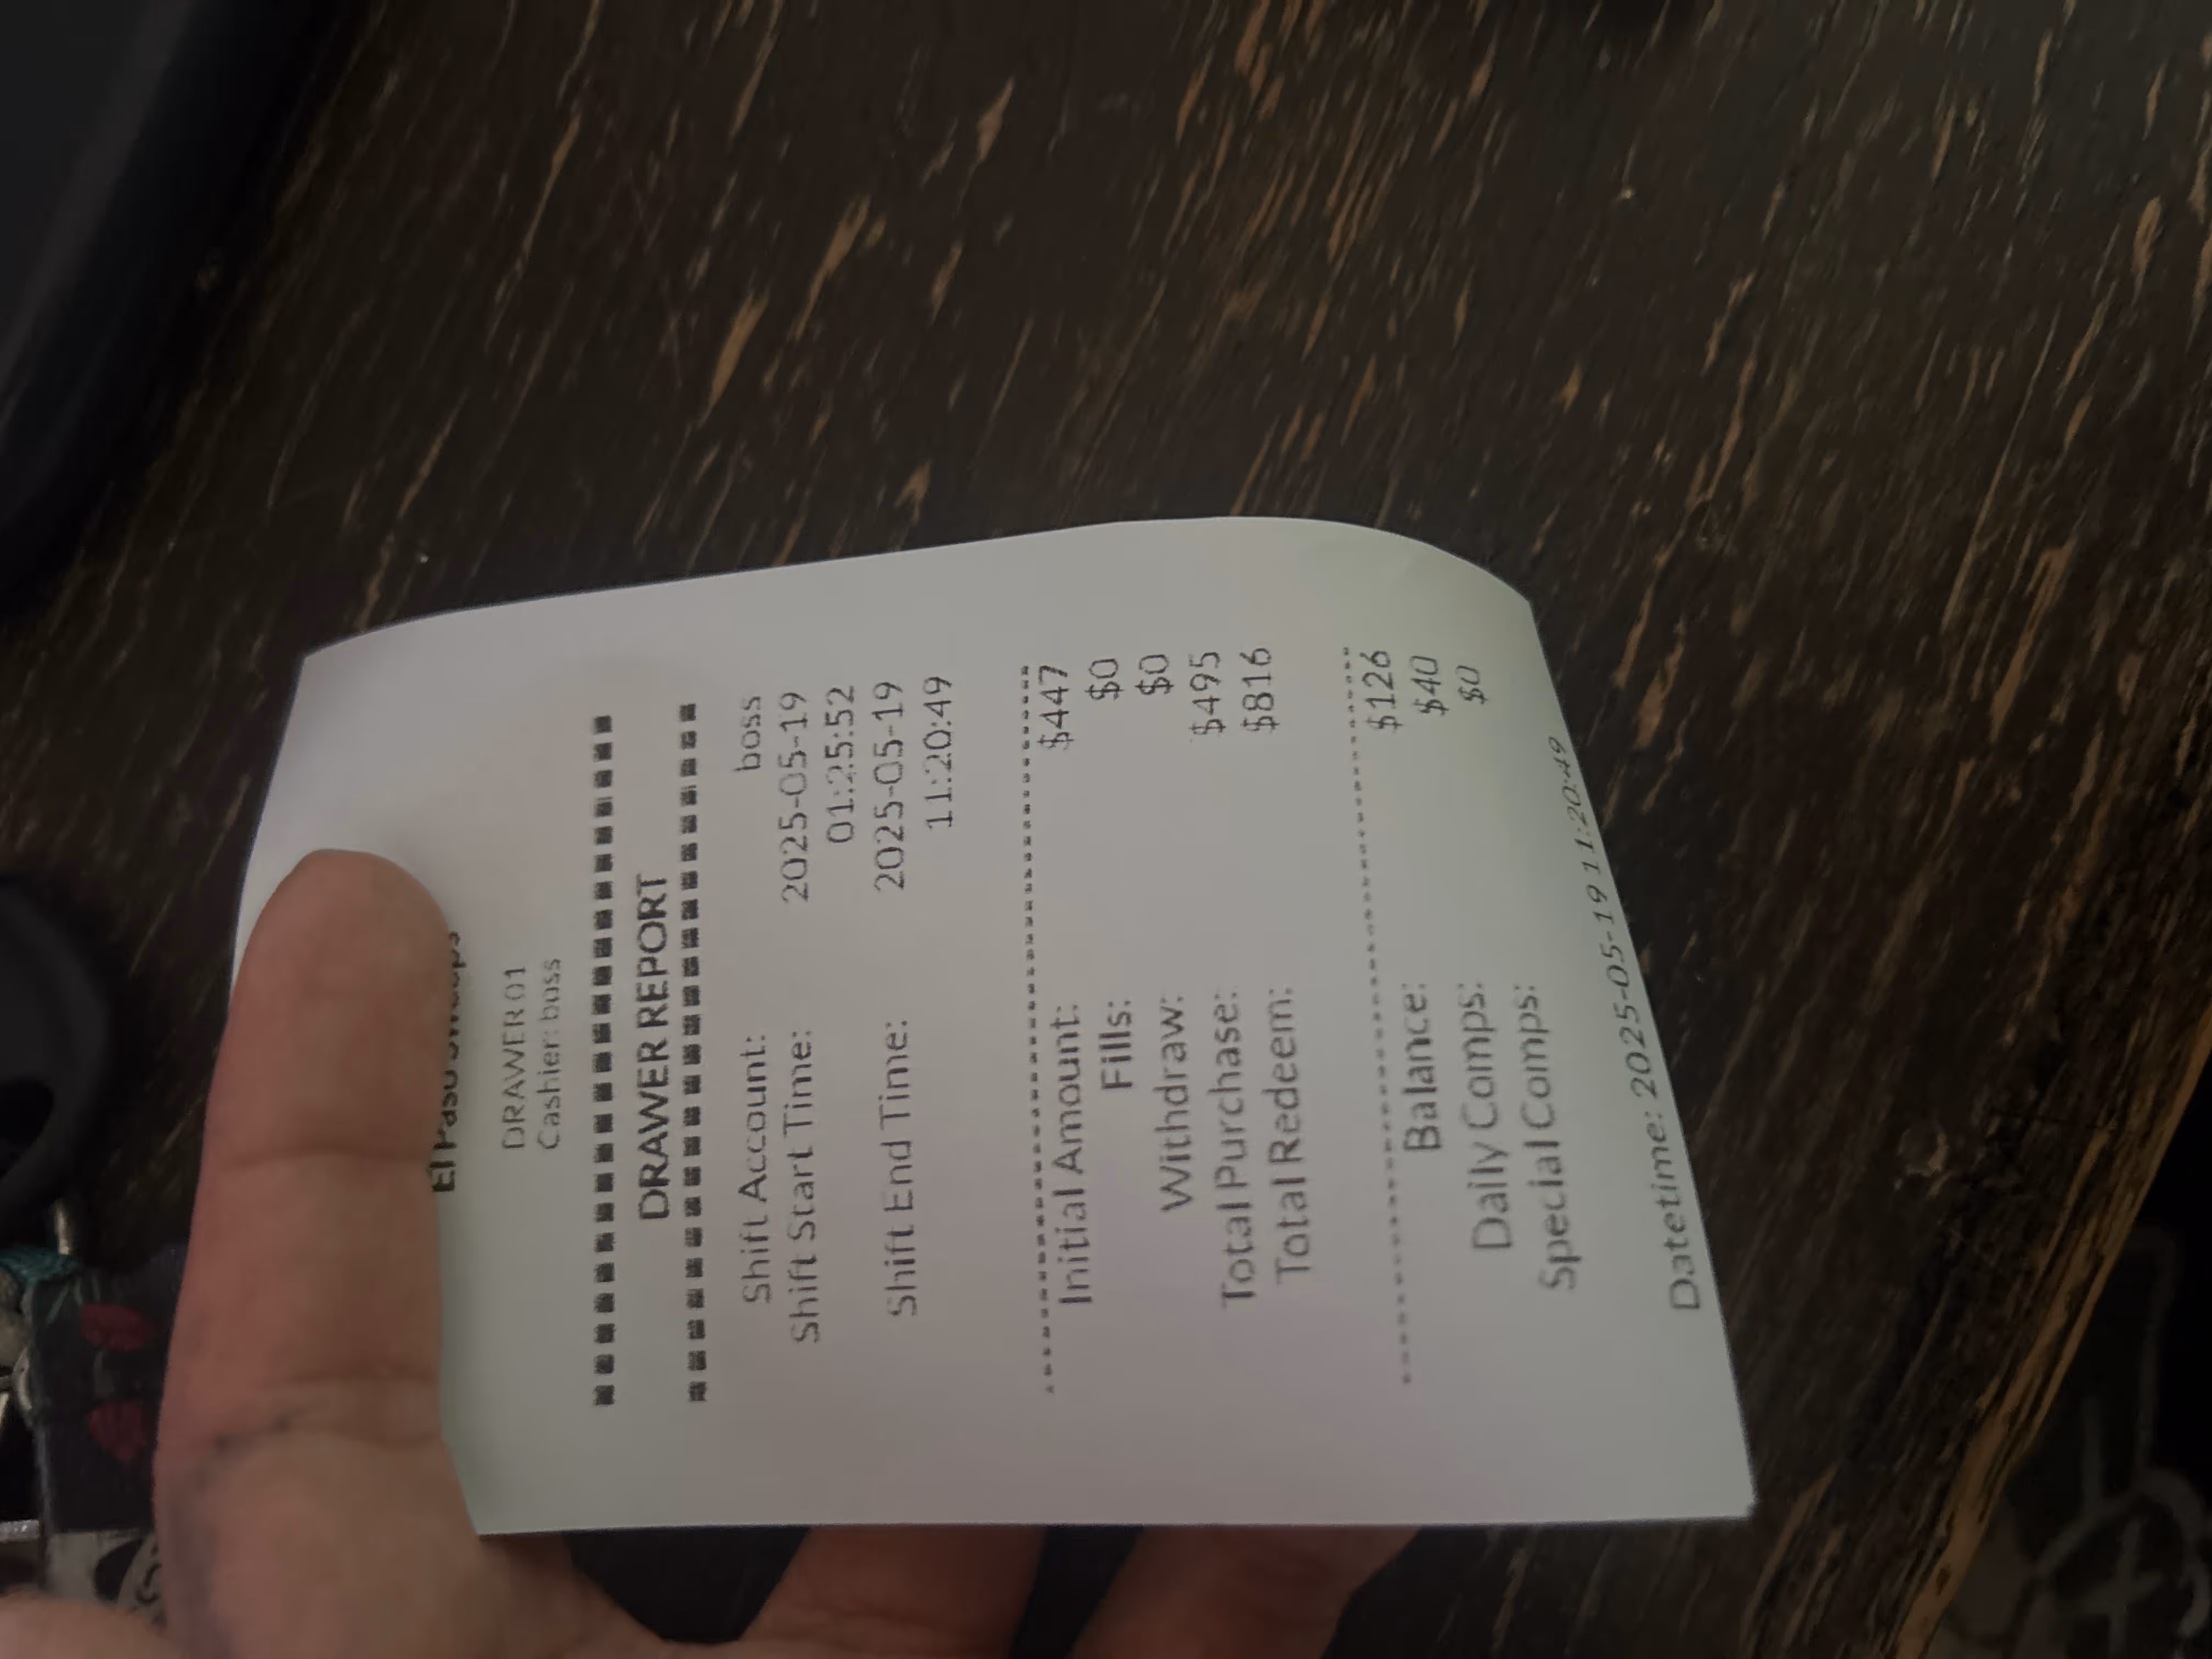 El Paso
DRAWER 01
Cashier: boss
DRAWER REPORT
Shift Account: boss
Shift Start Time: 2025-05-19
01:25:52
Shift End Time: 2025-05-19
11:20:49
Initial Amount: $447
Fills: $0
Withdraw: $0
Total Purchase: $495
Total Redeem: $816
Balance: $126
Daily Comps: $40
Special Comps: $0
Datetime: 2025-05-19 11:20:49